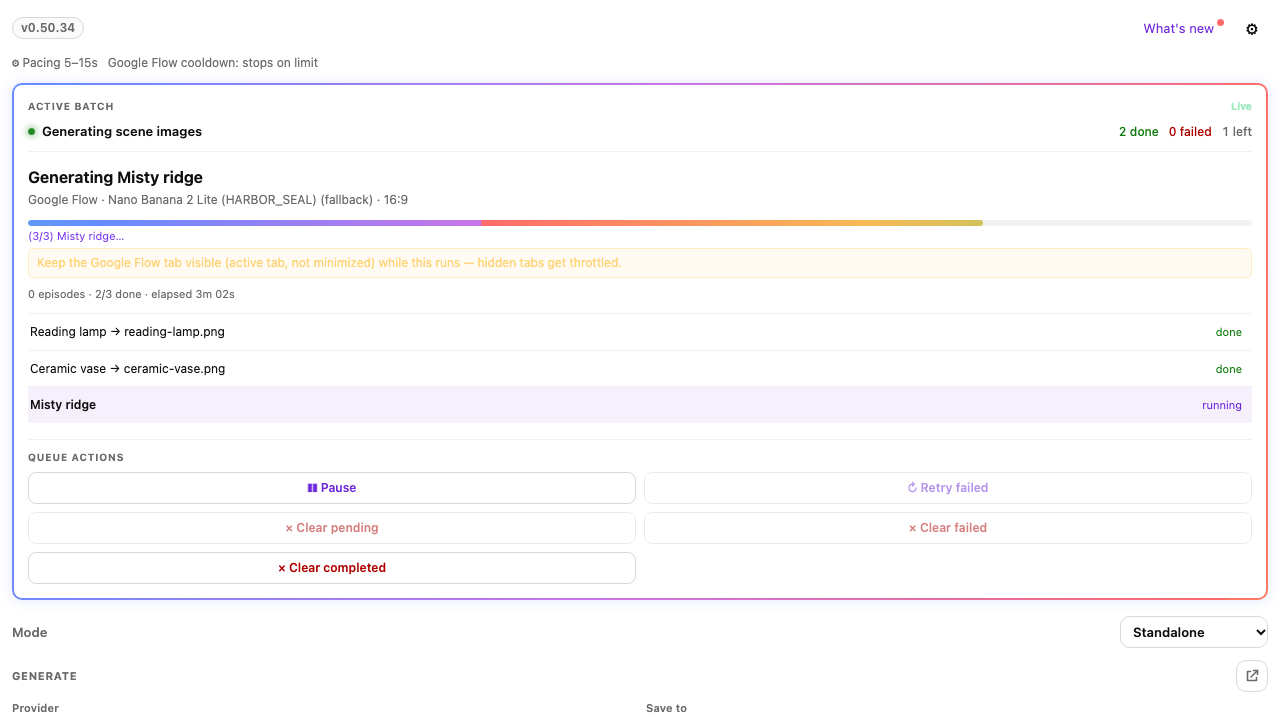 v0.50.34
What's new
Pacing 5–15s Google Flow cooldown: stops on limit
ACTIVE BATCH
Live
Generating scene images
2 done 0 failed 1 left
Generating Misty ridge
Google Flow · Nano Banana 2 Lite (HARBOR_SEAL) (fallback) · 16:9
(3/3) Misty ridge...
Keep the Google Flow tab visible (active tab, not minimized) while this runs — hidden tabs get throttled.
0 episodes · 2/3 done · elapsed 3m 02s
Reading lamp → reading-lamp.png
done
Ceramic vase → ceramic-vase.png
done
Misty ridge
running
QUEUE ACTIONS
Pause
↻ Retry failed
× Clear pending
× Clear failed
× Clear completed
Mode
Standalone
GENERATE
Provider
Save to